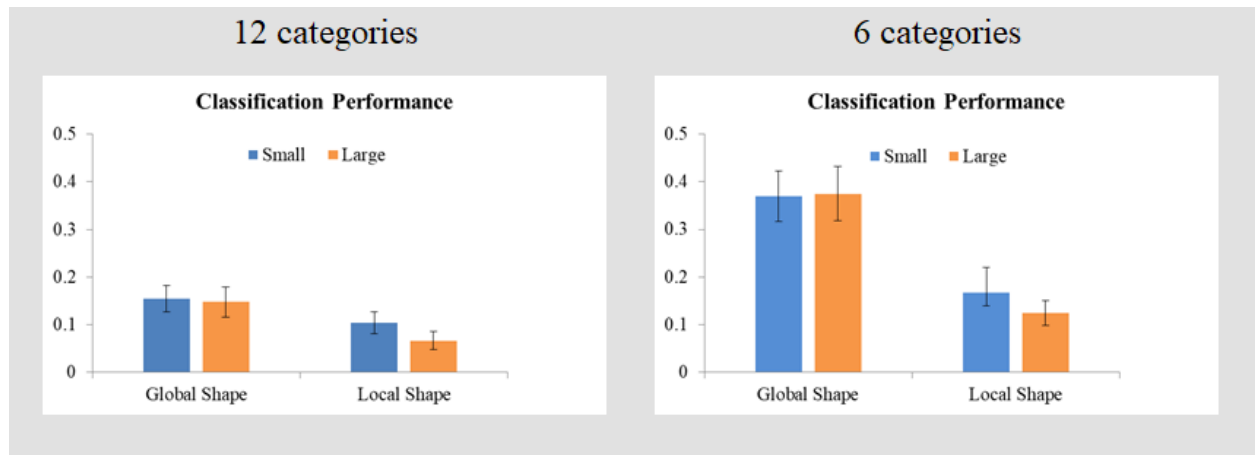 12 categories
Classification Performance
Small Large
0.5
0.4
0.3
0.2
0.1
0
Global Shape Local Shape
6 categories
Classification Performance
Small Large
0.5
0.4
0.3
0.2
0.1
0
Global Shape Local Shape